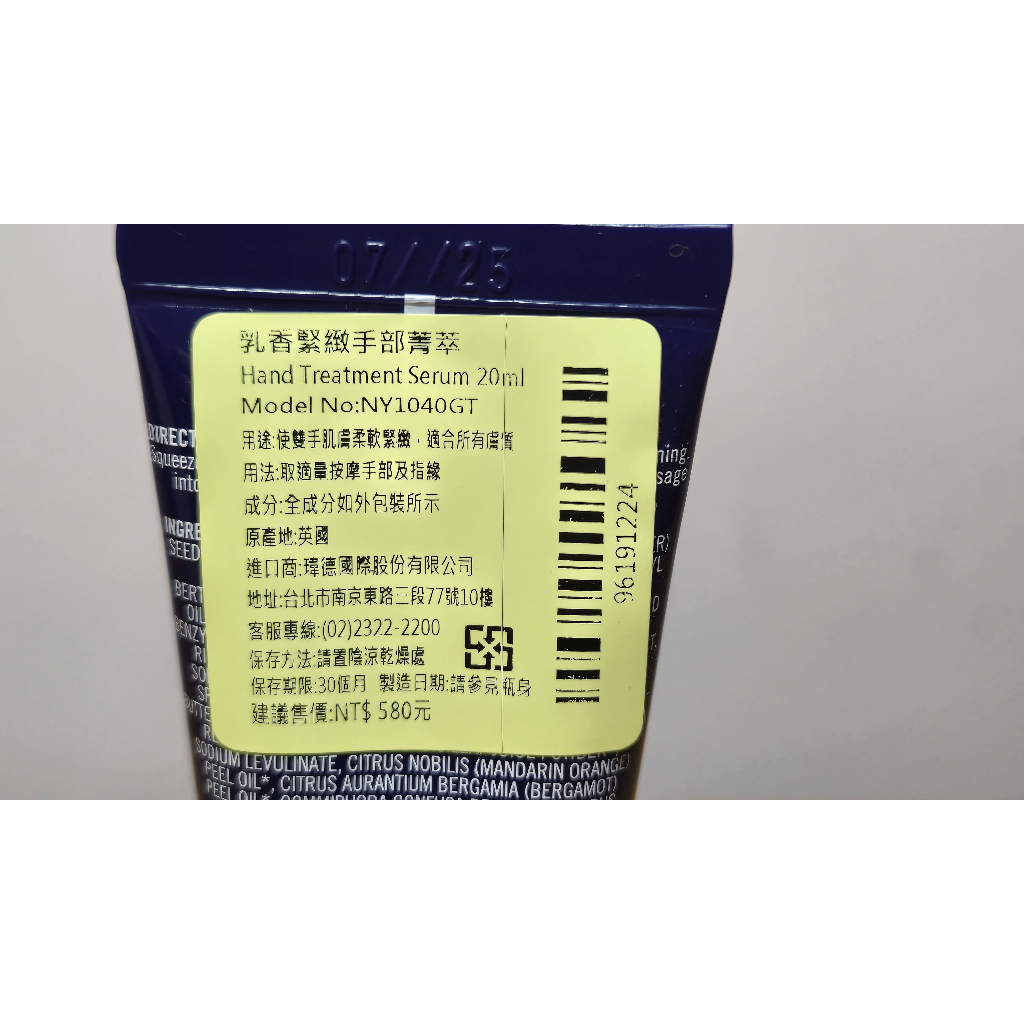 07//23
乳香緊緻手部菁萃
Hand Treatment Serum 20ml
Model No:NY1040GT
用途:使雙手肌膚柔軟緊緻，適合所有膚質
用法:取適量按摩手部及指緣
成分:全成分如外包裝所示
原產地:英國
進口商:瑋德國際股份有限公司
地址:台北市南京東路二段77號10樓
客服專線:(02)2322-2200
保存方法:請置陰涼乾燥處
保存期限:30個月 製造日期:請參見瓶身
建議售價:NT$ 580元
96191224
DIRECT
INGRE
SEED
BERT
OIL
SODIUM LEVULINATE, CITRUS NOBILIS (MANDARIN ORANGE)
PEEL OIL*, CITRUS AURANTIUM BERGAMIA (BERGAMOT)
PEEL OIL*,